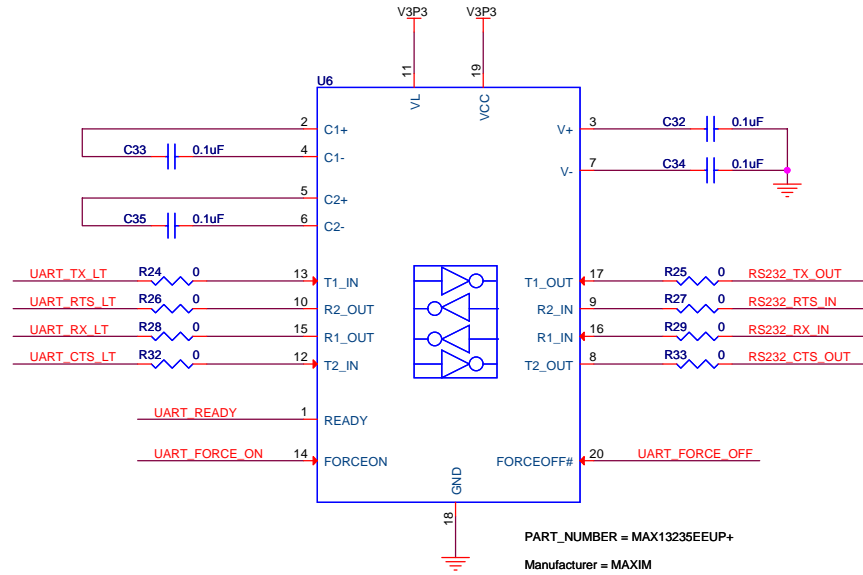 V3P3 V3P3
11 19
U6
VL VCC
2 C1+ V+ 3 C32 0.1uF
C33 0.1uF 4 C1-
V- 7 C34 0.1uF
5 C2+
C35 0.1uF 6 C2-
UART_TX_LT R24 0 13 T1_IN T1_OUT 17 R25 0 RS232_TX_OUT
UART_RTS_LT R26 0 10 R2_OUT R2_IN 9 R27 0 RS232_RTS_IN
UART_RX_LT R28 0 15 R1_OUT R1_IN 16 R29 0 RS232_RX_IN
UART_CTS_LT R32 0 12 T2_IN T2_OUT 8 R33 0 RS232_CTS_OUT
UART_READY 1 READY
UART_FORCE_ON 14 FORCEON FORCEOFF# 20 UART_FORCE_OFF
GND
18
PART_NUMBER = MAX13235EEUP+
Manufacturer = MAXIM